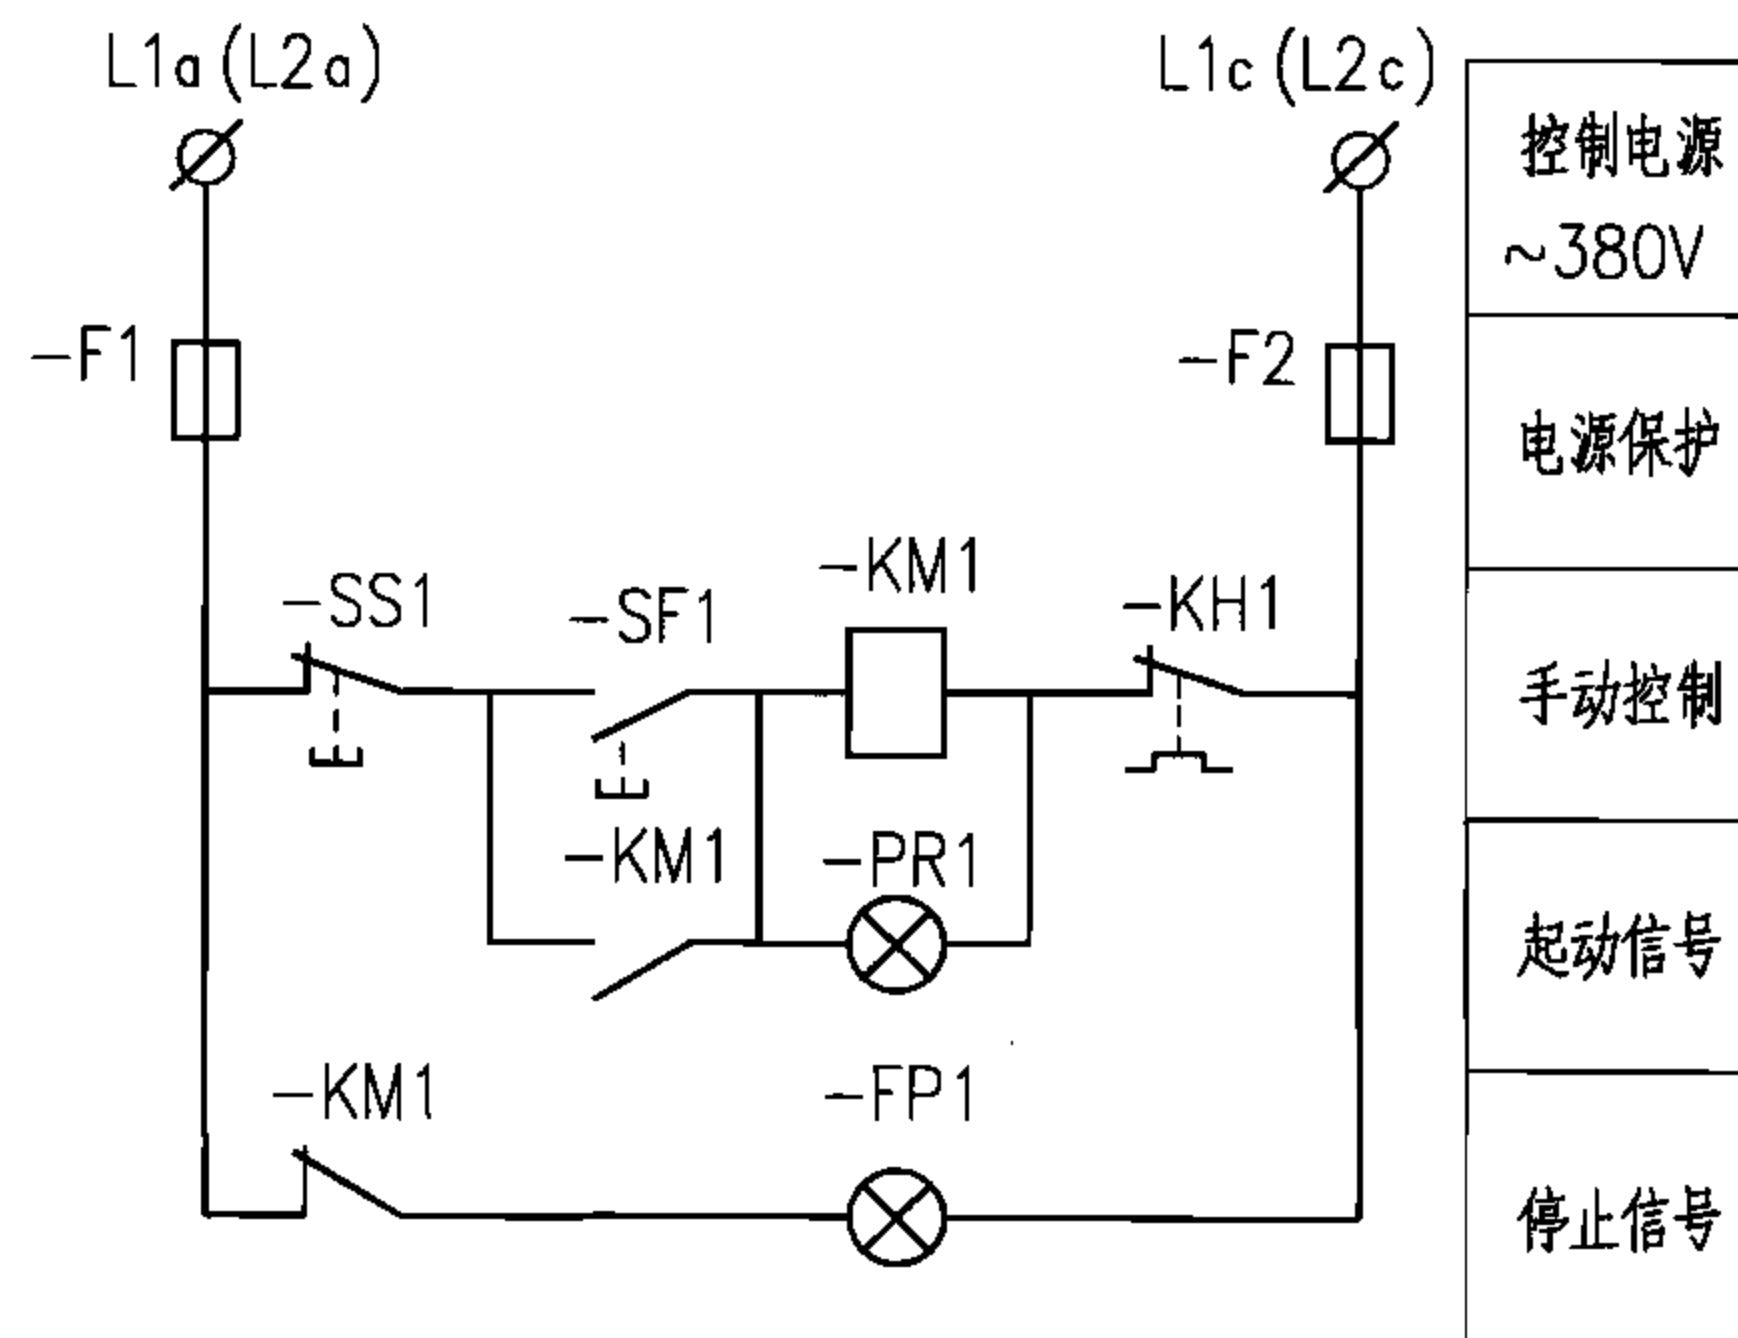 L1a(L2a)
L1c(L2c)
控制电源
~380V
-F1
-F2
电源保护
-SS1
-SF1
-KM1
-KH1
手动控制
-KM1
-PR1
起动信号
-KM1
-FP1
停止信号